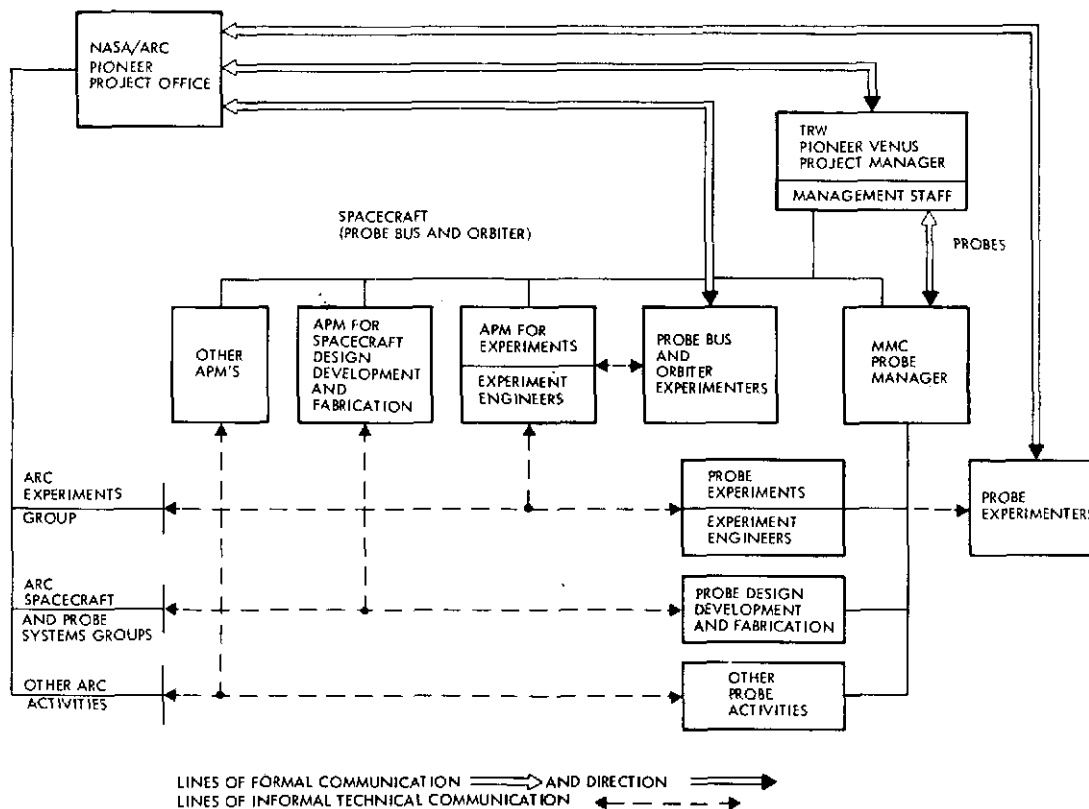 NASA/ARC
PIONEER
PROJECT OFFICE
TRW
PIONEER VENUS
PROJECT MANAGER
MANAGEMENT STAFF
SPACECRAFT
(PROBE BUS AND ORBITER)
PROBES
OTHER
APM'S
APM FOR
SPACECRAFT
DESIGN
DEVELOPMENT
AND
FABRICATION
APM FOR
EXPERIMENTS
EXPERIMENT
ENGINEERS
PROBE BUS
AND
ORBITER
EXPERIMENTERS
MMC
PROBE
MANAGER
ARC
EXPERIMENTS
GROUP
PROBE
EXPERIMENTS
EXPERIMENT
ENGINEERS
PROBE
EXPERIMENTERS
ARC
SPACECRAFT
AND PROBE
SYSTEMS GROUPS
PROBE DESIGN
DEVELOPMENT
AND FABRICATION
OTHER ARC
ACTIVITIES
OTHER
PROBE
ACTIVITIES
LINES OF FORMAL COMMUNICATION AND DIRECTION
LINES OF INFORMAL TECHNICAL COMMUNICATION